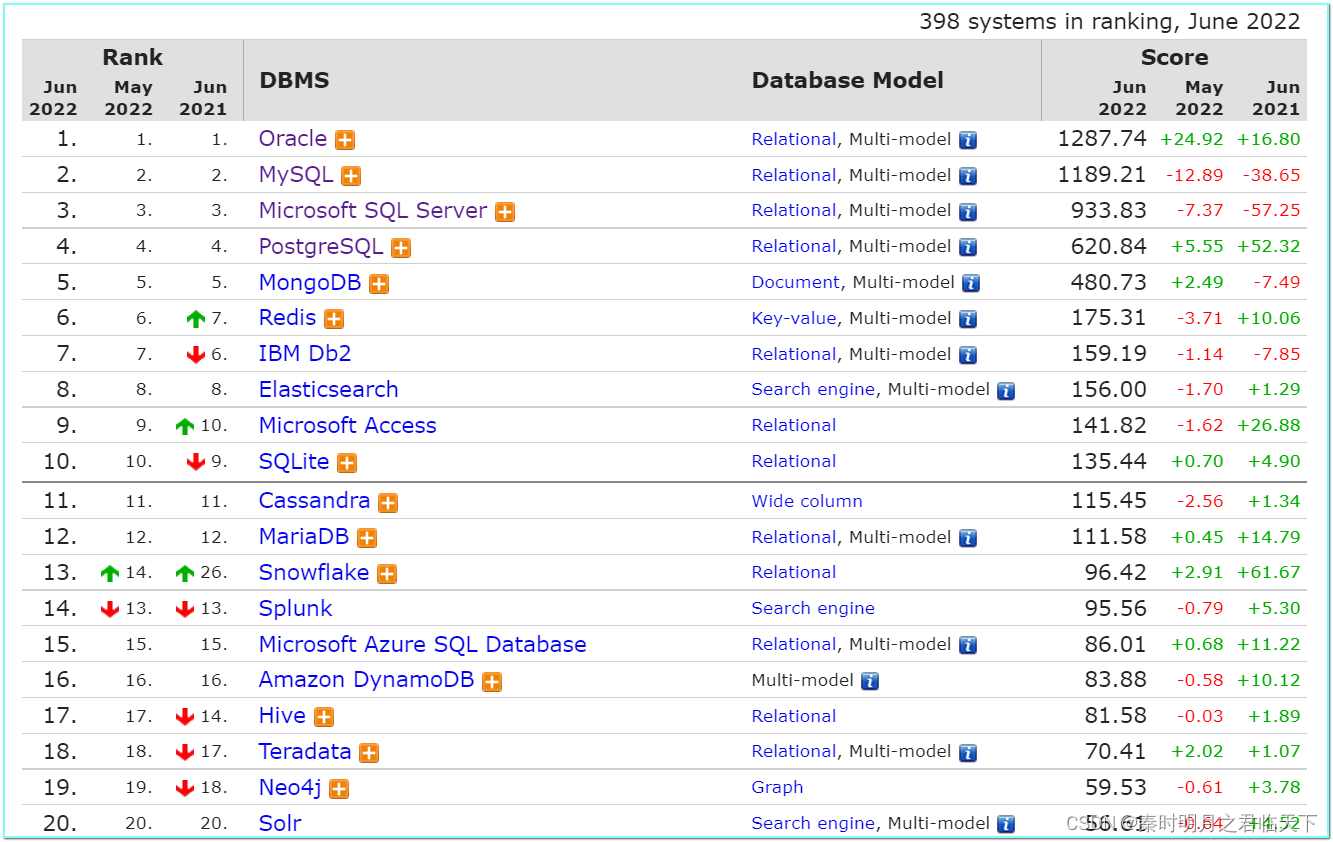 398 systems in ranking, June 2022
Rank DBMS Database Model Score
Jun 2022 May 2022 Jun 2021 Jun 2022 May 2022 Jun 2021
1. 1. 1. Oracle Relational, Multi-model 1287.74 +24.92 +16.80
2. 2. 2. MySQL Relational, Multi-model 1189.21 -12.89 -38.65
3. 3. 3. Microsoft SQL Server Relational, Multi-model 933.83 -7.37 -57.25
4. 4. 4. PostgreSQL Relational, Multi-model 620.84 +5.55 +52.32
5. 5. 5. MongoDB Document, Multi-model 480.73 +2.49 -7.49
6. 6. 7. Redis Key-value, Multi-model 175.31 -3.71 +10.06
7. 7. 6. IBM Db2 Relational, Multi-model 159.19 -1.14 -7.85
8. 8. 8. Elasticsearch Search engine, Multi-model 156.00 -1.70 +1.29
9. 9. 10. Microsoft Access Relational 141.82 -1.62 +26.88
10. 10. 9. SQLite Relational 135.44 +0.70 +4.90
11. 11. 11. Cassandra Wide column 115.45 -2.56 +1.34
12. 12. 12. MariaDB Relational, Multi-model 111.58 +0.45 +14.79
13. 14. 26. Snowflake Relational 96.42 +2.91 +61.67
14. 13. 13. Splunk Search engine 95.56 -0.79 +5.30
15. 15. 15. Microsoft Azure SQL Database Relational, Multi-model 86.01 +0.68 +11.22
16. 16. 16. Amazon DynamoDB Multi-model 83.88 -0.58 +10.12
17. 17. 14. Hive Relational 81.58 -0.03 +1.89
18. 18. 17. Teradata Relational, Multi-model 70.41 +2.02 +1.07
19. 19. 18. Neo4j Graph 59.53 -0.61 +3.78
20. 20. 20. Solr Search engine, Multi-model 56.61 -0.64 +4.52
CSDN @秦时明月之君临天下